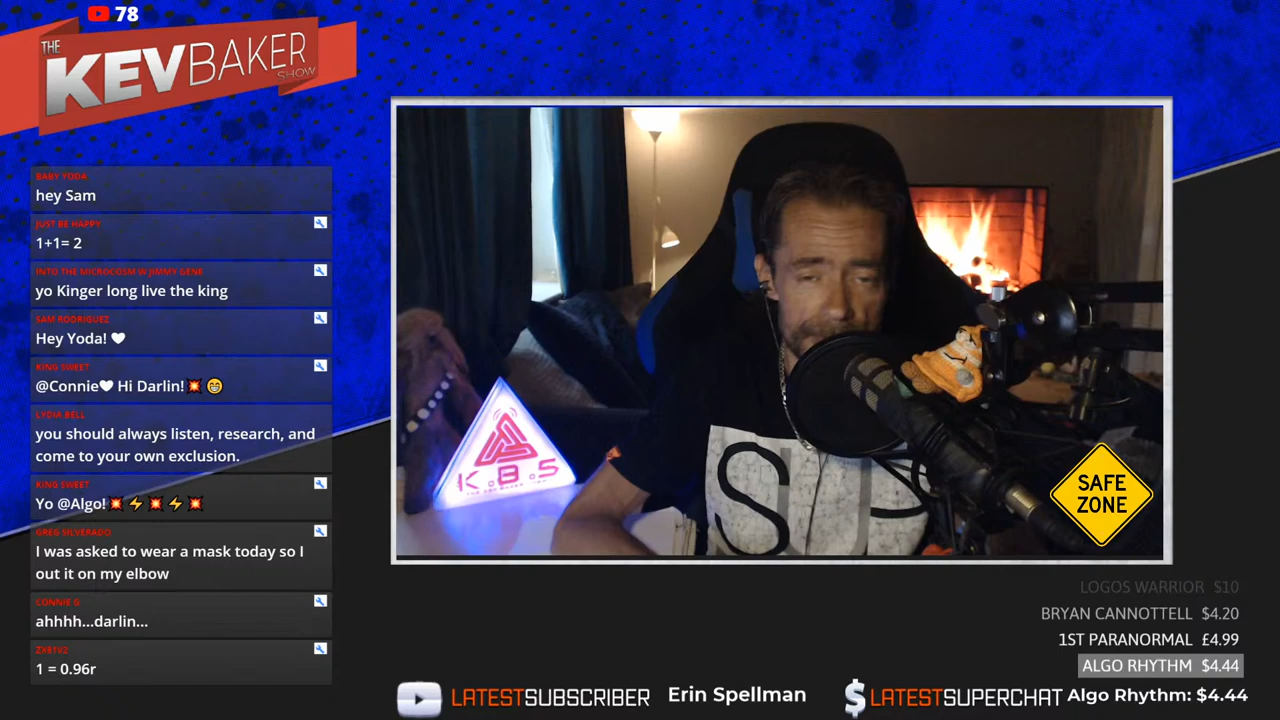 78
THE
KEVBAKER
SHOW
BABY YODA
hey Sam
JUST BE HAPPY
1+1= 2
INTO THE MICROCOSM W JIMMY GENE
yo Kinger long live the king
SAM RODRIGUEZ
Hey Yoda! 🤍
KING SWEET
@Connie🤍 Hi Darlin!💥 😁
LYDIA BELL
you should always listen, research, and
come to your own exclusion.
KING SWEET
Yo @Algo!💥 ⚡ 💥 ⚡ 💥
GREG SILVERADO
I was asked to wear a mask today so I
out it on my elbow
CONNIE G
ahhhh...darlin...
ZXB1V2
1 = 0.96r
K.B.S
SAFE
ZONE
LOGOS WARRIOR $10
BRYAN CANNOTTELL $4.20
1ST PARANORMAL £4.99
ALGO RHYTHM $4.44
LATESTSUBSCRIBER Erin Spellman
$ LATESTSUPERCHAT Algo Rhythm: $4.44